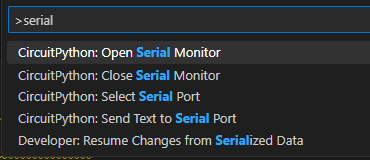 >serial
CircuitPython: Open Serial Monitor
CircuitPython: Close Serial Monitor
CircuitPython: Select Serial Port
CircuitPython: Send Text to Serial Port
Developer: Resume Changes from Serialized Data